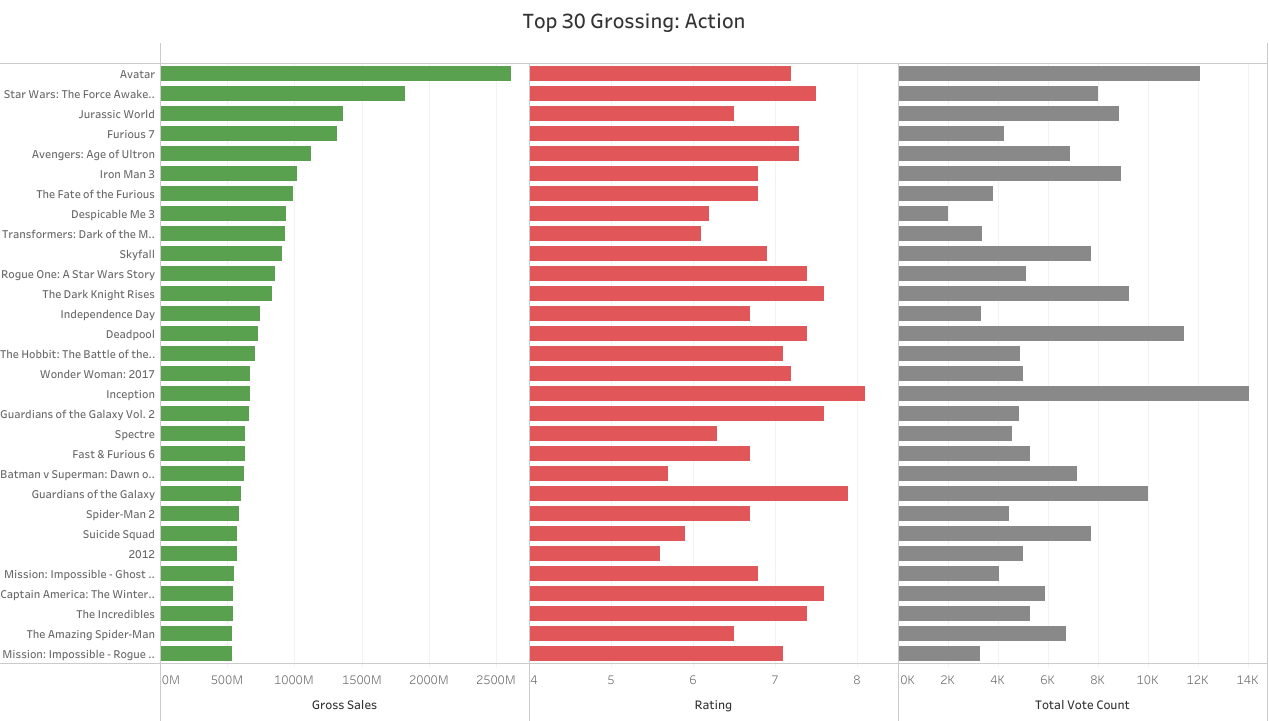 Top 30 Grossing: Action
Avatar
Star Wars: The Force Awake..
Jurassic World
Furious 7
Avengers: Age of Ultron
Iron Man 3
The Fate of the Furious
Despicable Me 3
Transformers: Dark of the M..
Skyfall
Rogue One: A Star Wars Story
The Dark Knight Rises
Independence Day
Deadpool
The Hobbit: The Battle of the..
Wonder Woman: 2017
Inception
Guardians of the Galaxy Vol. 2
Spectre
Fast & Furious 6
Batman v Superman: Dawn o..
Guardians of the Galaxy
Spider-Man 2
Suicide Squad
2012
Mission: Impossible - Ghost ..
Captain America: The Winter..
The Incredibles
The Amazing Spider-Man
Mission: Impossible - Rogue ..
0M 500M 1000M 1500M 2000M 2500M 4 5 6 7 8 0K 2K 4K 6K 8K 10K 12K 14K
Gross Sales Rating Total Vote Count